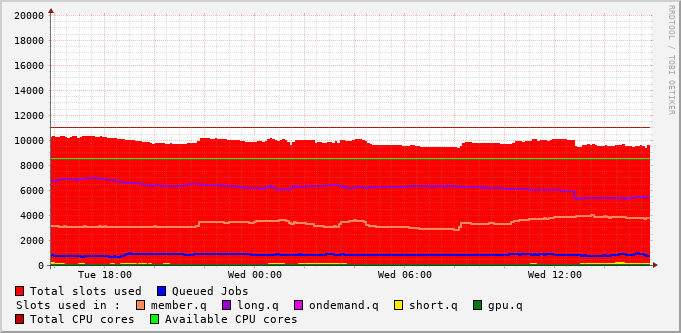 RRDTOOL / TOBI OETIKER
20000
18000
16000
14000
12000
10000
8000
6000
4000
2000
0
Tue 18:00 Wed 00:00 Wed 06:00 Wed 12:00
Total slots used Queued Jobs
Slots used in : member.q long.q ondemand.q short.q gpu.q
Total CPU cores Available CPU cores